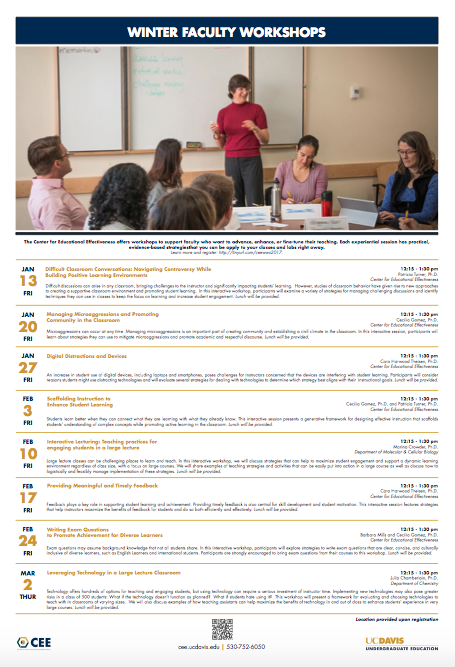 WINTER FACULTY WORKSHOPS
challenge
The Center for Educational Effectiveness offers workshops to support faculty who want to advance, enhance, or fine-tune their teaching. Each experiential session has practical,
evidence-based strategies that you can be apply to your classes and labs right away.
Learn more and register: http://tinyurl.com/ceeww2017.
JAN
13
FRI
Difficult Classroom Conversations: Navigating Controversy While
Building Positive Learning Environments
12:15 - 1:30 pm
Patricia Turner, Ph.D.
Center for Educational Effectiveness
Difficult discussions can arise in any classroom, bringing challenges to the instructor and significantly impacting students' learning. However, studies of classroom behavior have given rise to new approaches
to creating a supportive classroom environment and promoting student learning. In this interactive workshop, participants will examine a variety of strategies for managing challenging discussions and identify
techniques they can use in classes to keep the focus on learning and increase student engagement. Lunch will be provided.
JAN
20
FRI
Managing Microaggressions and Promoting
Community in the Classroom
12:15 - 1:30 pm
Cecilia Gomez, Ph.D.
Center for Educational Effectiveness
Microaggressions can occur at any time. Managing microaggressions is an important part of creating community and establishing a civil climate in the classroom. In this interactive session, participants will
learn about strategies they can use to mitigate microaggressions and promote academic and respectful discourse. Lunch will be provided.
JAN
27
FRI
Digital Distractions and Devices
12:15 - 1:30 pm
Cara Harwood Theisen, Ph.D.
Center for Educational Effectiveness
An increase in student use of digital devices, including laptops and smartphones, poses challenges for instructors concerned that the devices are interfering with student learning. Participants will consider
reasons students might use distracting technologies and will evaluate several strategies for dealing with technologies to determine which strategy best aligns with their instructional goals. Lunch will be provided.
FEB
3
FRI
Scaffolding Instruction to
Enhance Student Learning
12:15 - 1:30 pm
Cecilia Gomez, Ph.D. and Patricia Turner, Ph.D.
Center for Educational Effectiveness
Students learn better when they can connect what they are learning with what they already know. This interactive session presents a generative framework for designing effective instruction that scaffolds
students' understanding of complex concepts while promoting active learning in the classroom. Lunch will be provided.
FEB
10
FRI
Interactive Lecturing: Teaching practices for
engaging students in a large lecture
12:15 - 1:30 pm
Marina Crowder, Ph.D.
Department of Molecular & Cellular Biology
Large lecture classes can be challenging places to learn and teach. In this workshop, we will discuss strategies that can help to maximize student engagement and support a dynamic learning
environment regardless of class size, with a focus on large courses. We will share examples of teaching strategies and activities that can be easily put into action in a large course as well as discuss how to
logistically and feasibly manage implementation of these strategies. Lunch will be provided.
FEB
17
FRI
Providing Meaningful and Timely Feedback
12:15 - 1:30 pm
Cara Harwood Theisen, Ph.D.
Center for Educational Effectiveness
Feedback plays a key role in supporting student learning and achievement. Providing timely feedback is also central for skill development and student motivation. This interactive session features strategies
that help instructors maximize the benefits of feedback for students and do so both efficiently and effectively. Lunch will be provided.
FEB
24
FRI
Writing Exam Questions
to Promote Achievement for Diverse Learners
12:15 - 1:30 pm
Barbara Mills and Cecilia Gomez, Ph.D.
Center for Educational Effectiveness
Exam questions may assume background knowledge that not all students share. In this interactive workshop, participants will explore strategies to write exam questions that are clear, concise, and culturally
inclusive of diverse learners, such as English Learners and international students. Participants are strongly encouraged to bring exam questions from their courses to this workshop. Lunch will be provided.
MAR
2
THUR
Leveraging Technology in a Large Lecture Classroom
12:15 - 1:30 pm
Julia Chamberlain, Ph.D.
Department of Chemistry
Technology offers hundreds of options for teaching and engaging students, but using technology can require a serious investment of instructor time. Implementing new technologies may also pose greater
risks in a class of 500 students: What if the technology doesn't function as planned? What if students hate using it? This workshop will present a framework for evaluating and choosing technologies to
reach with in classrooms of varying sizes. We will also discuss examples of how teaching assistants can help maximize the benefits of technology in and out of class to enhance students' experience in very
large courses. Lunch will be provided.
Location provided upon registration
CEE
cee.ucdavis.edu | 530-752-6050
UCDAVIS
UNDERGRADUATE EDUCATION